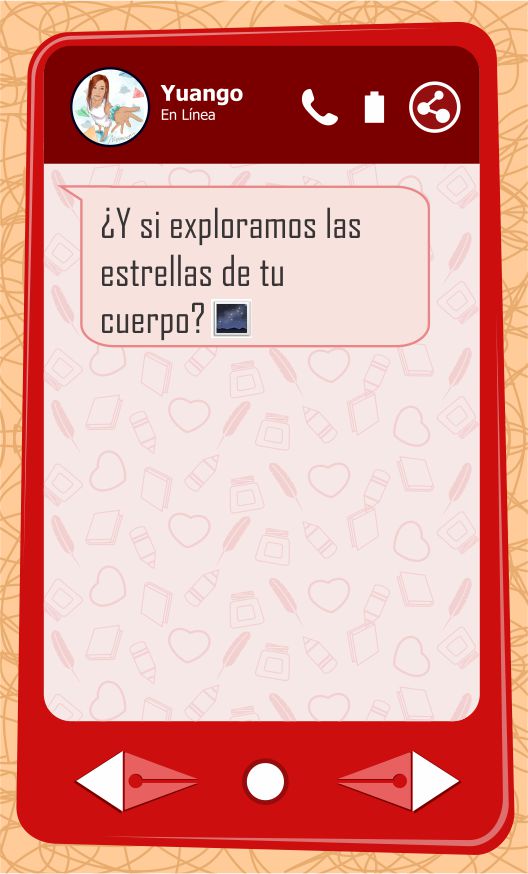 Yuango
En Línea
¿Y si exploramos las
estrellas de tu
cuerpo? 🌌